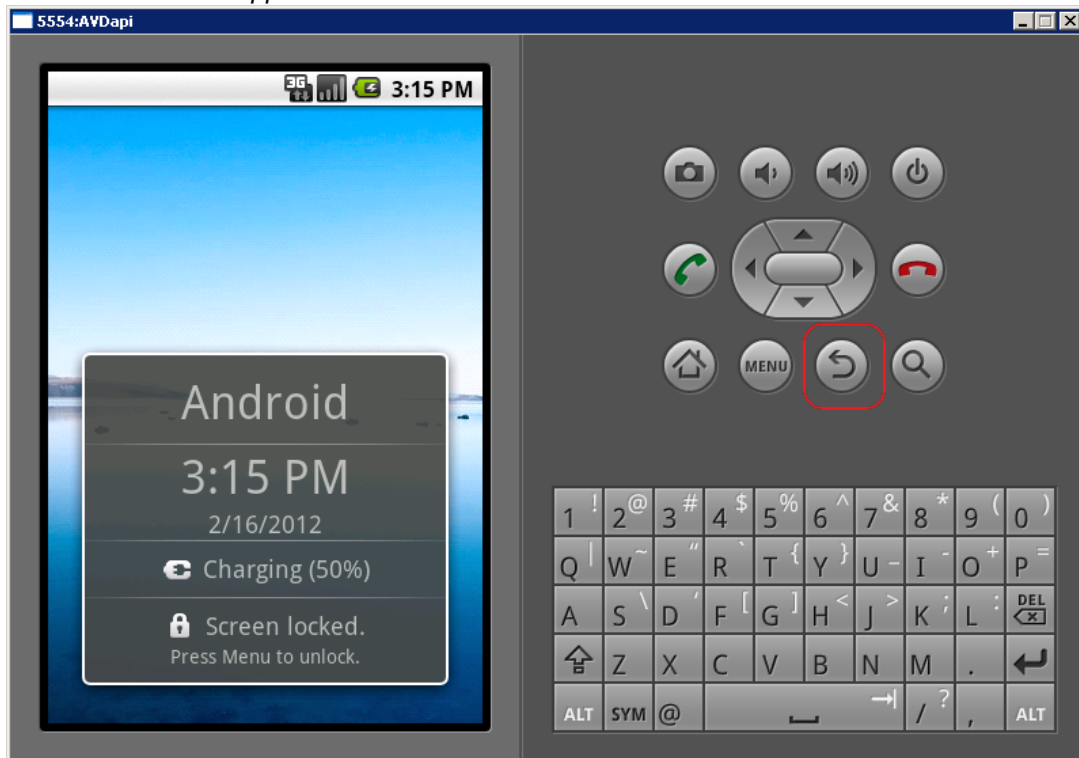 5554:AVDapi
3G 3:15 PM
Android
3:15 PM
2/16/2012
Charging (50%)
Screen locked.
Press Menu to unlock.
MENU
1 ! 2 @ 3 # 4 $ 5 % 6 ^ 7 & 8 * 9 ( 0 )
Q | W ~ E " R ` T { Y } U - I - O + P =
A S \ D ' F [ G ] H < J > K ; L : DEL
Z X C V B N M .
ALT SYM @ / ? , ALT